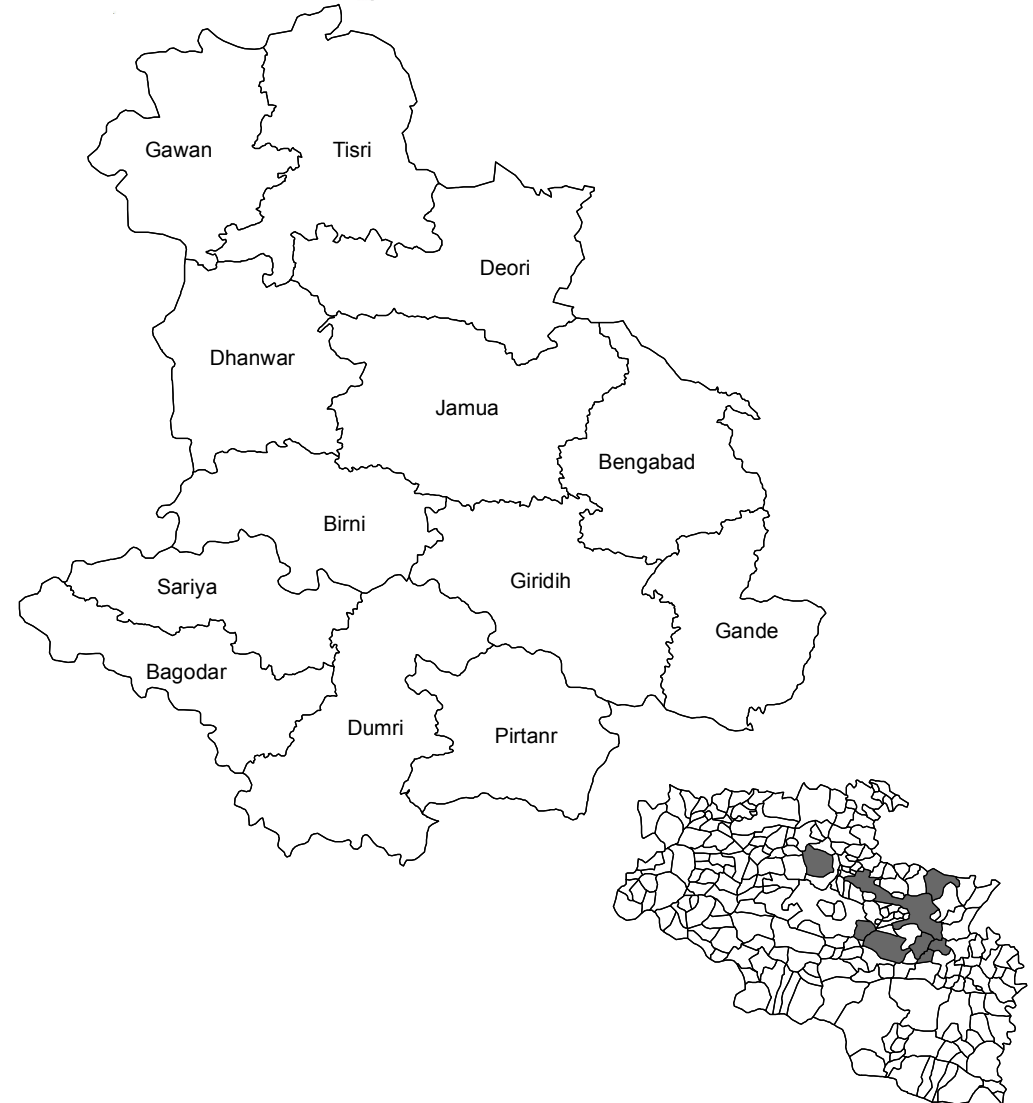 Gawan
Tisri
Deori
Dhanwar
Jamua
Bengabad
Birni
Giridih
Sariya
Gande
Bagodar
Dumri
Pirtanr